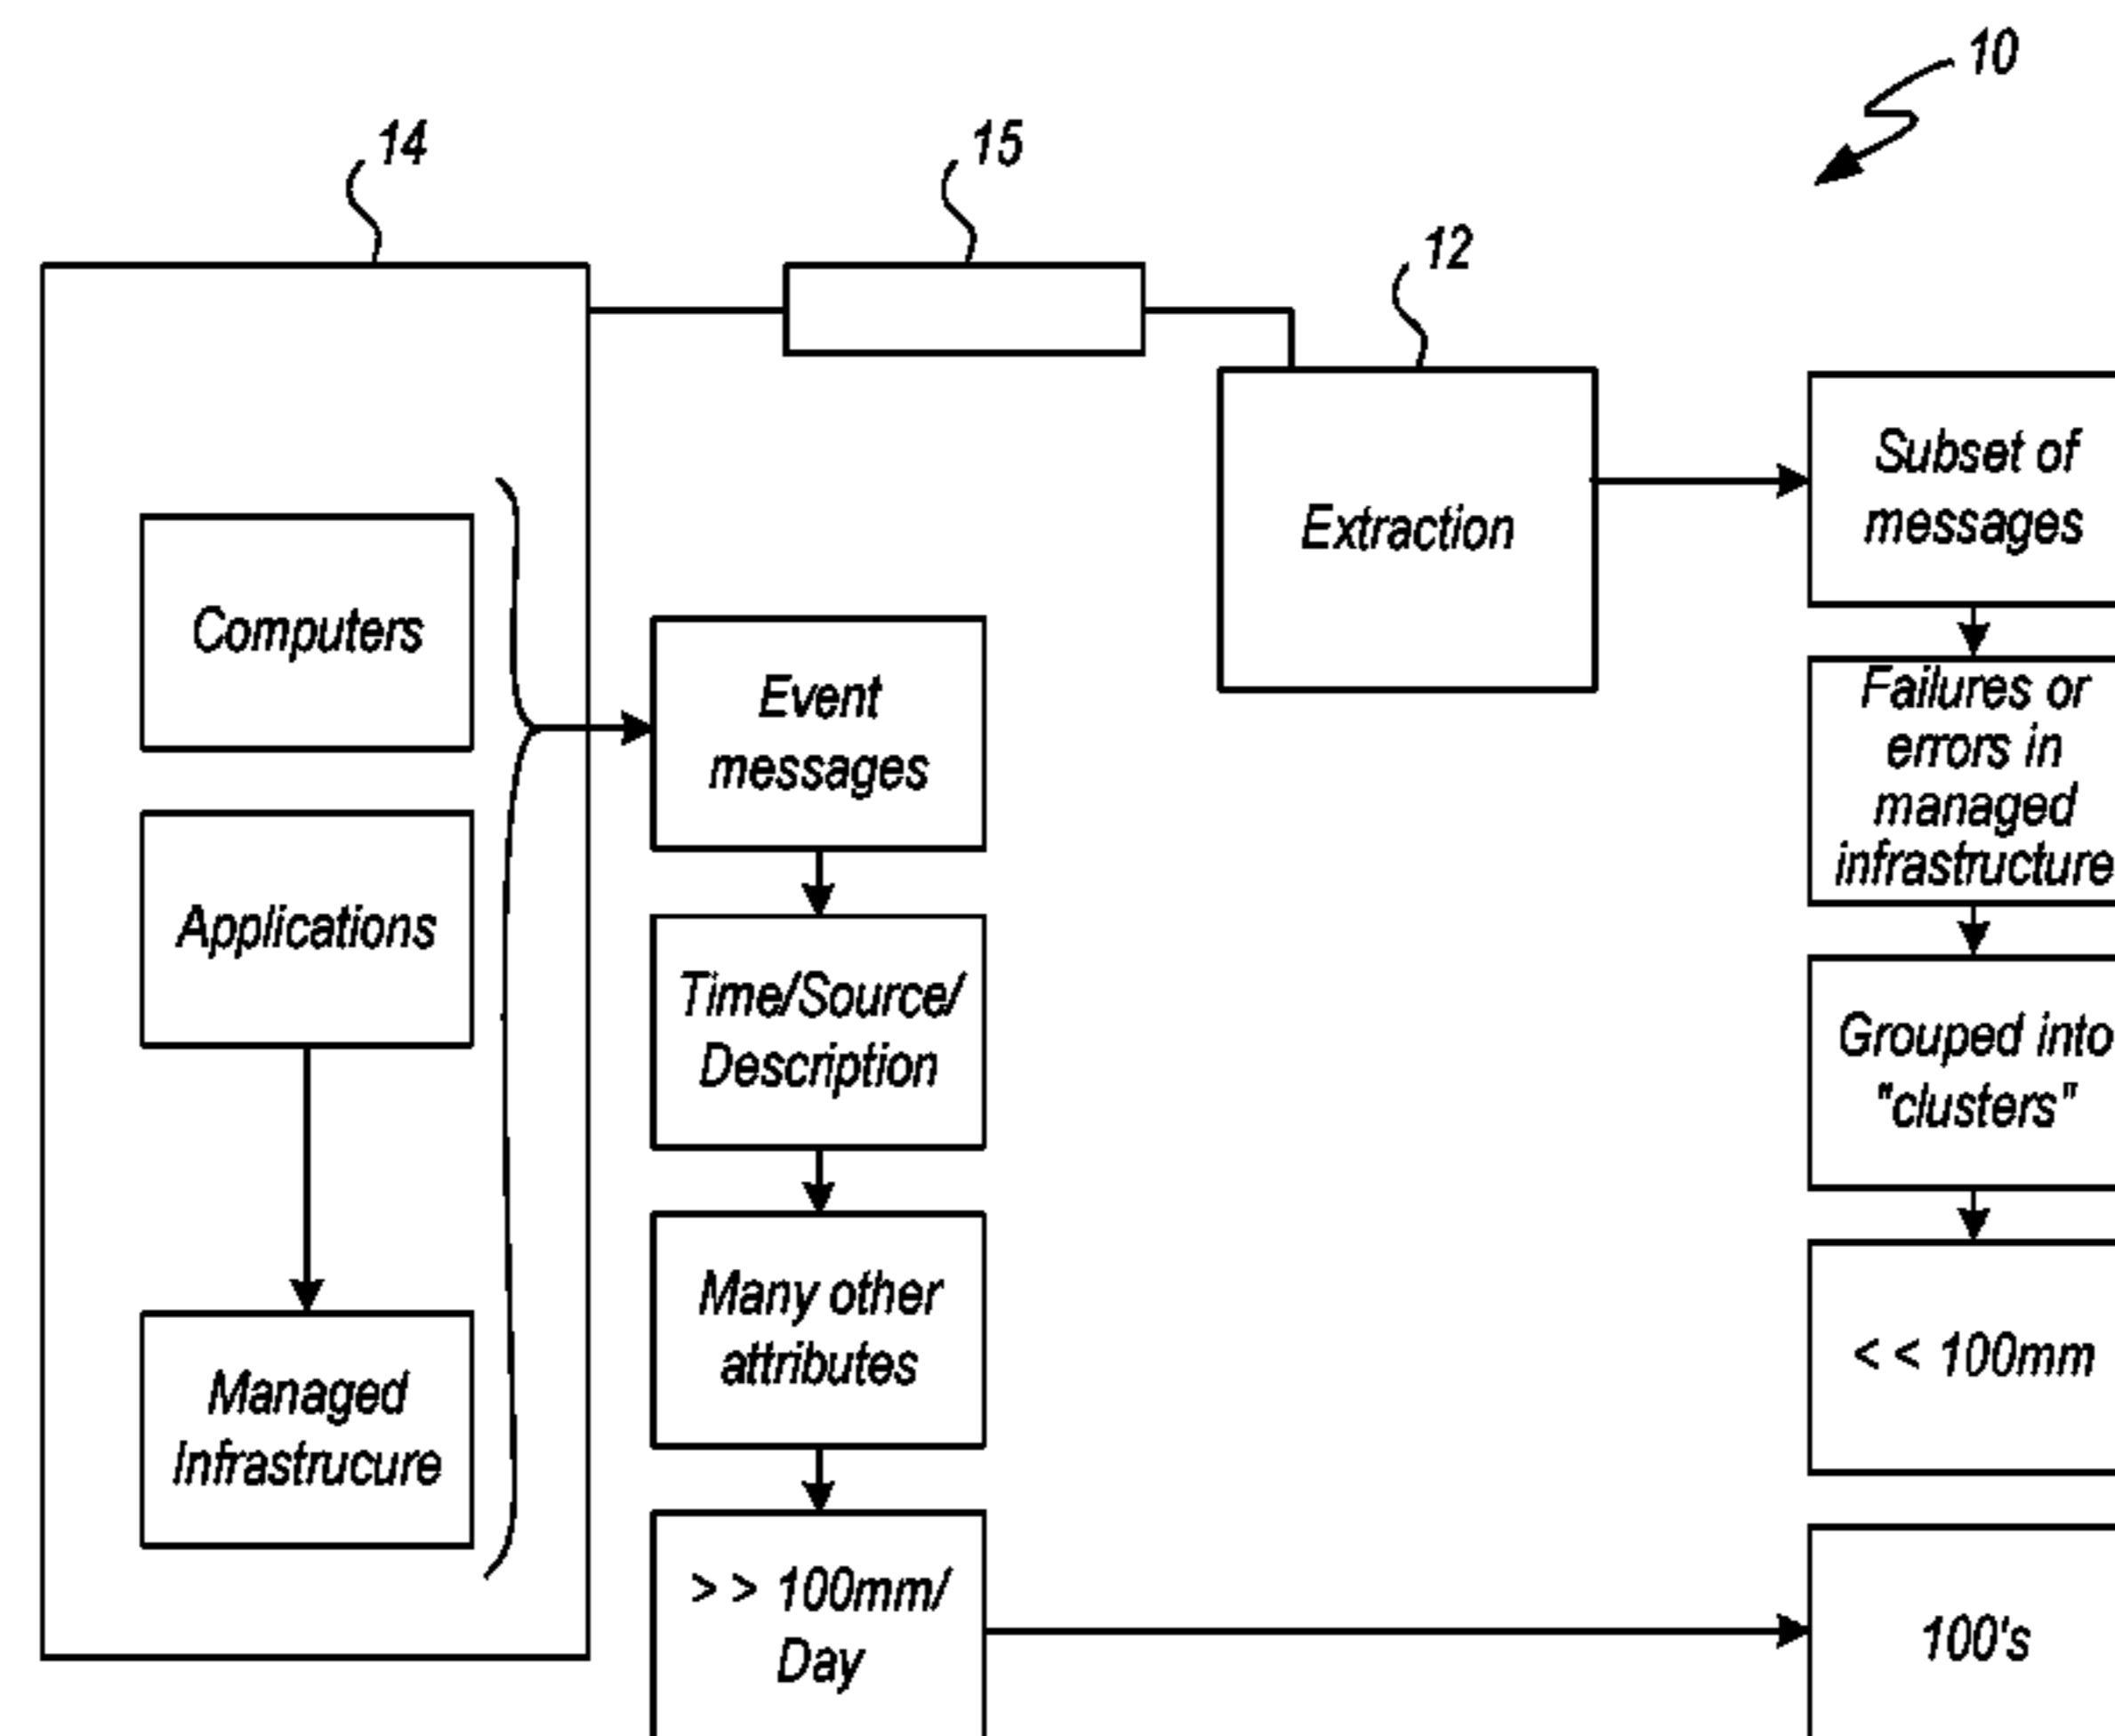 10
14
15
12
Computers
Applications
Managed
Infrastrucure
Event
messages
Time/Source/
Description
Many other
attributes
> > 100mm/
Day
Extraction
Subset of
messages
Failures or
errors in
managed
infrastructure
Grouped into
"clusters"
< < 100mm
100's